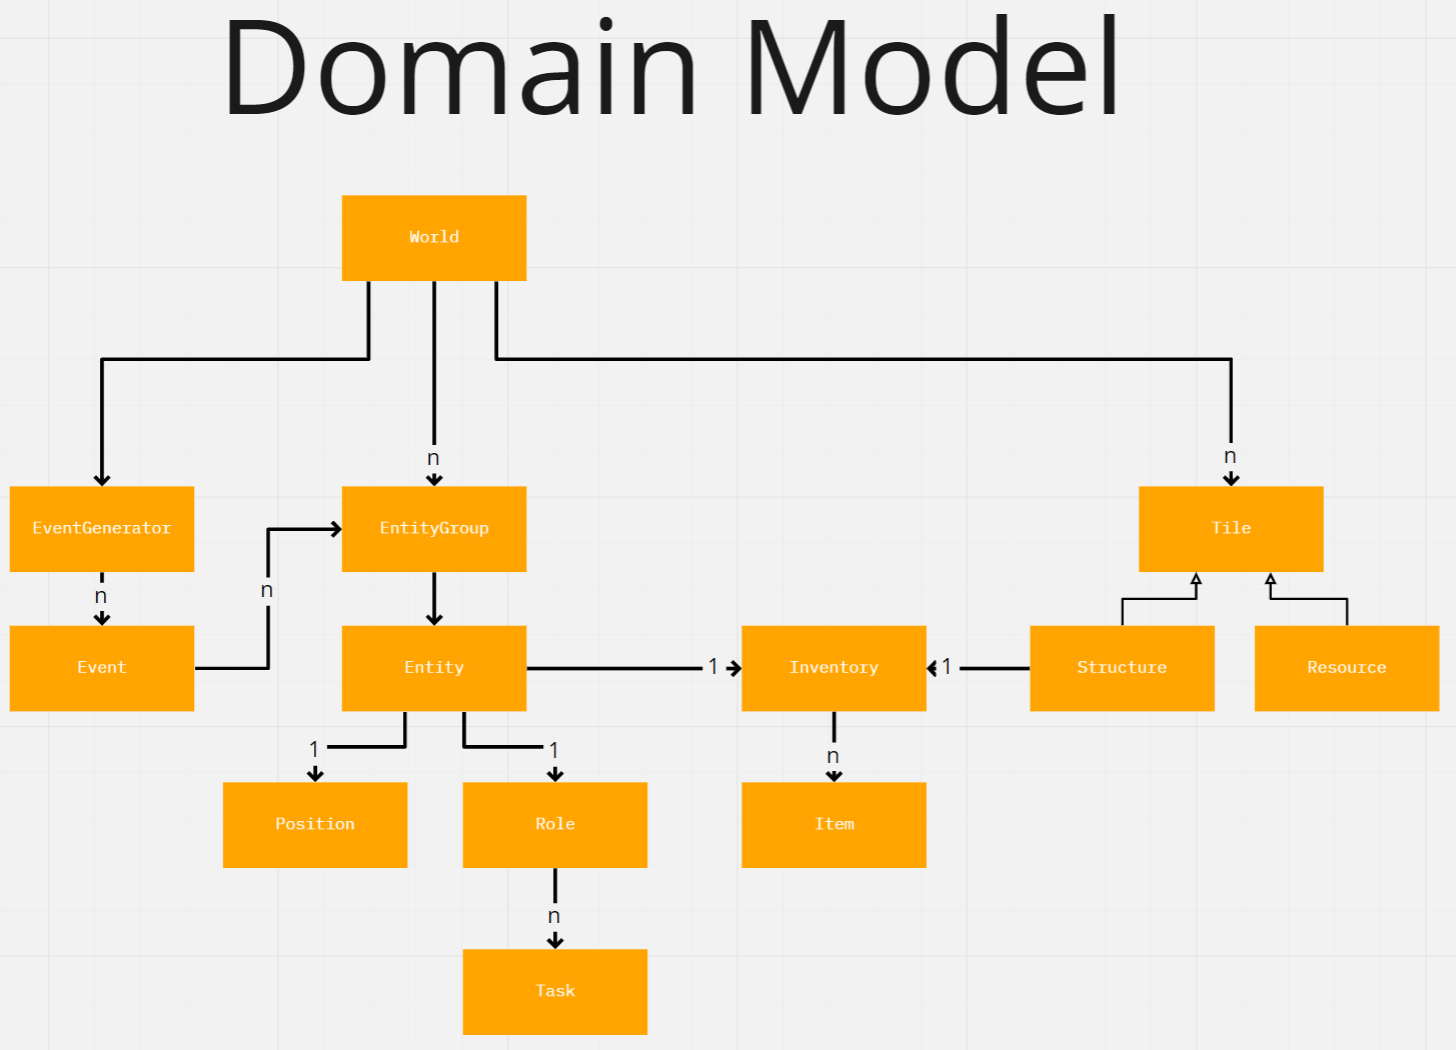 Domain Model
World
n
n
EventGenerator
EntityGroup
Tile
n
n
Event
Entity
1
Inventory
1
Structure
Resource
1
1
n
Position
Role
Item
n
Task